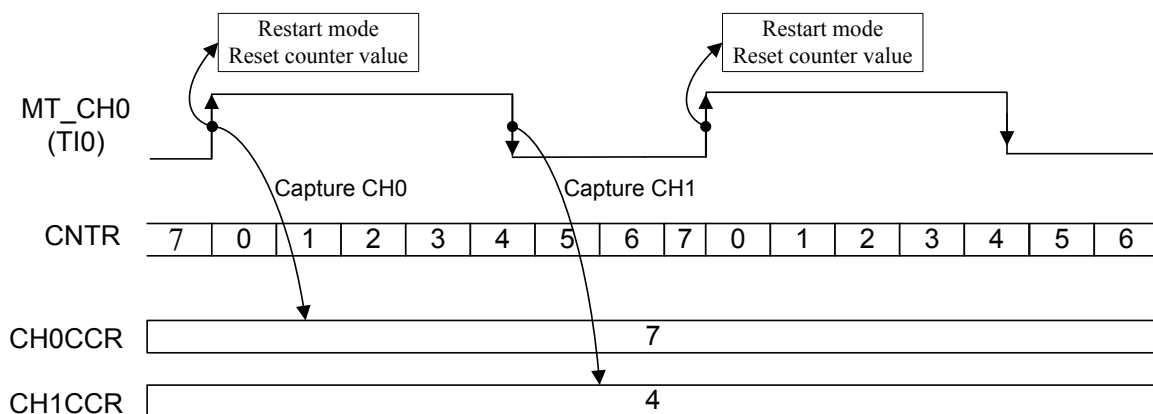 Restart mode
Reset counter value
Restart mode
Reset counter value
MT_CH0
(TI0)
Capture CH0
Capture CH1
CNTR 7 0 1 2 3 4 5 6 7 0 1 2 3 4 5 6
CH0CCR 7
CH1CCR 4